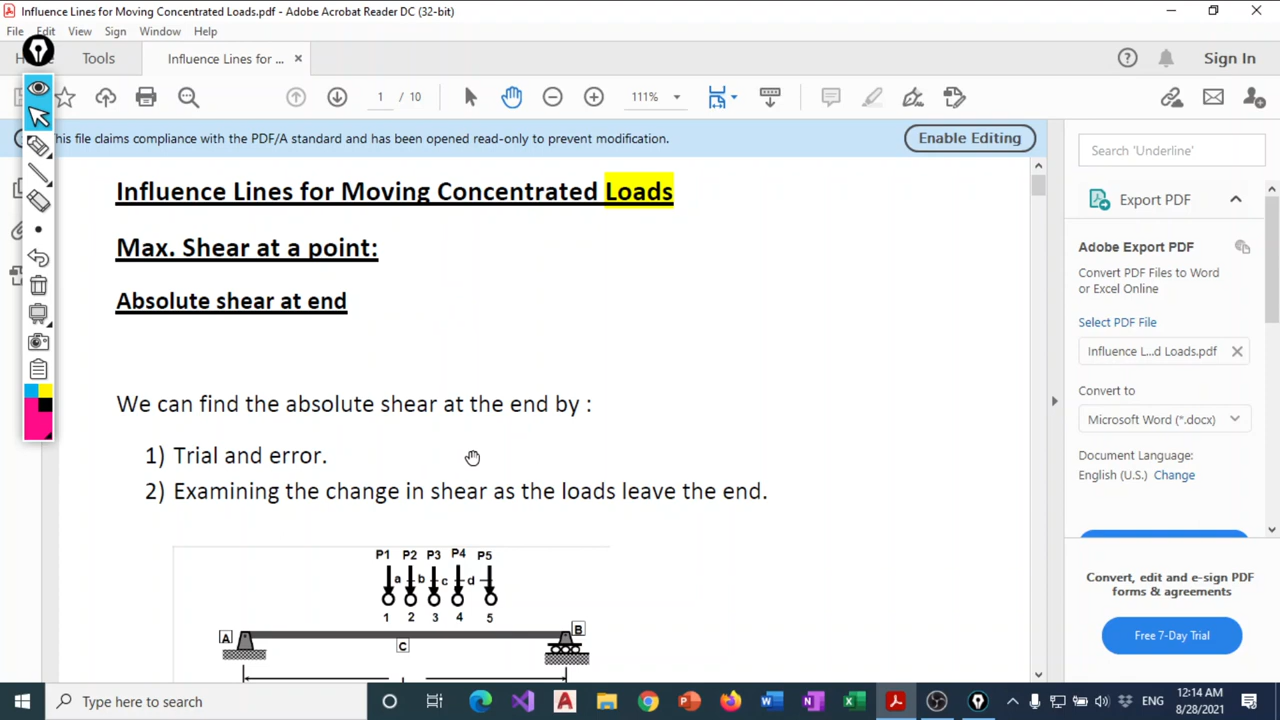 Influence Lines for Moving Concentrated Loads.pdf - Adobe Acrobat Reader DC (32-bit)
File Edit View Sign Window Help
Tools
Influence Lines for ...
Sign In
1 / 10
111%
his file claims compliance with the PDF/A standard and has been opened read-only to prevent modification.
Enable Editing
Influence Lines for Moving Concentrated Loads
Max. Shear at a point:
Absolute shear at end
We can find the absolute shear at the end by :
1) Trial and error.
2) Examining the change in shear as the loads leave the end.
P1 P2 P3 P4 P5
a b c d
1 2 3 4 5
A B
C
Search 'Underline'
Export PDF
Adobe Export PDF
Convert PDF Files to Word
or Excel Online
Select PDF File
Influence L...d Loads.pdf
Convert to
Microsoft Word (*.docx)
Document Language:
English (U.S.) Change
Convert, edit and e-sign PDF
forms & agreements
Free 7-Day Trial
Type here to search
ENG
12:14 AM
8/28/2021